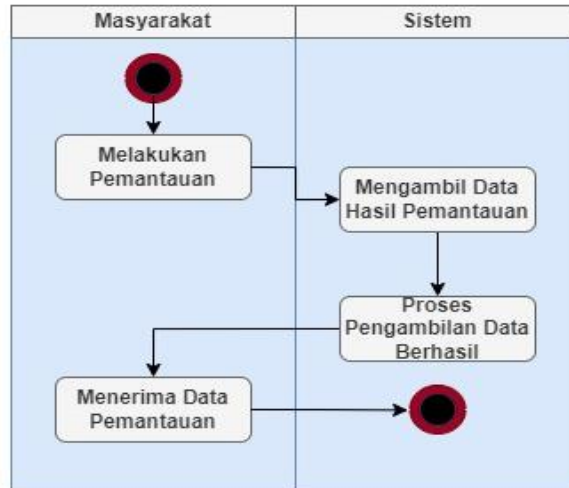 Masyarakat
Sistem
Melakukan
Pemantauan
Mengambil Data
Hasil Pemantauan
Proses
Pengambilan Data
Berhasil
Menerima Data
Pemantauan